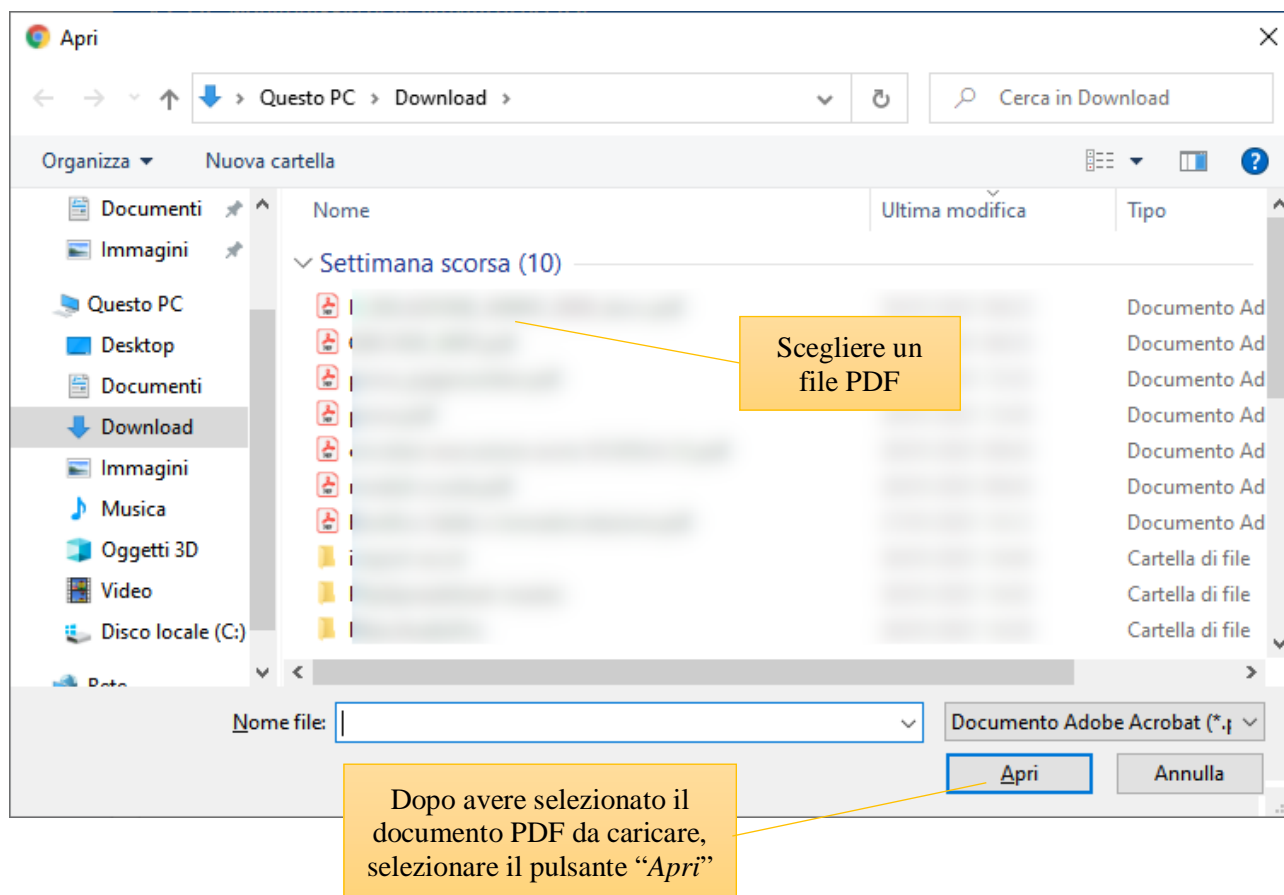 Apri
Questo PC > Download >
Cerca in Download
Organizza
Nuova cartella
Documenti
Immagini
Questo PC
Desktop
Documenti
Download
Immagini
Musica
Oggetti 3D
Video
Disco locale (C:)
Nome
Ultima modifica
Tipo
Settimana scorsa (10)
Documento Ad
Documento Ad
Documento Ad
Documento Ad
Documento Ad
Documento Ad
Documento Ad
Cartella di file
Cartella di file
Cartella di file
Scegliere un
file PDF
Nome file:
Documento Adobe Acrobat (*.p
Apri
Annulla
Dopo avere selezionato il
documento PDF da caricare,
selezionare il pulsante “Apri”